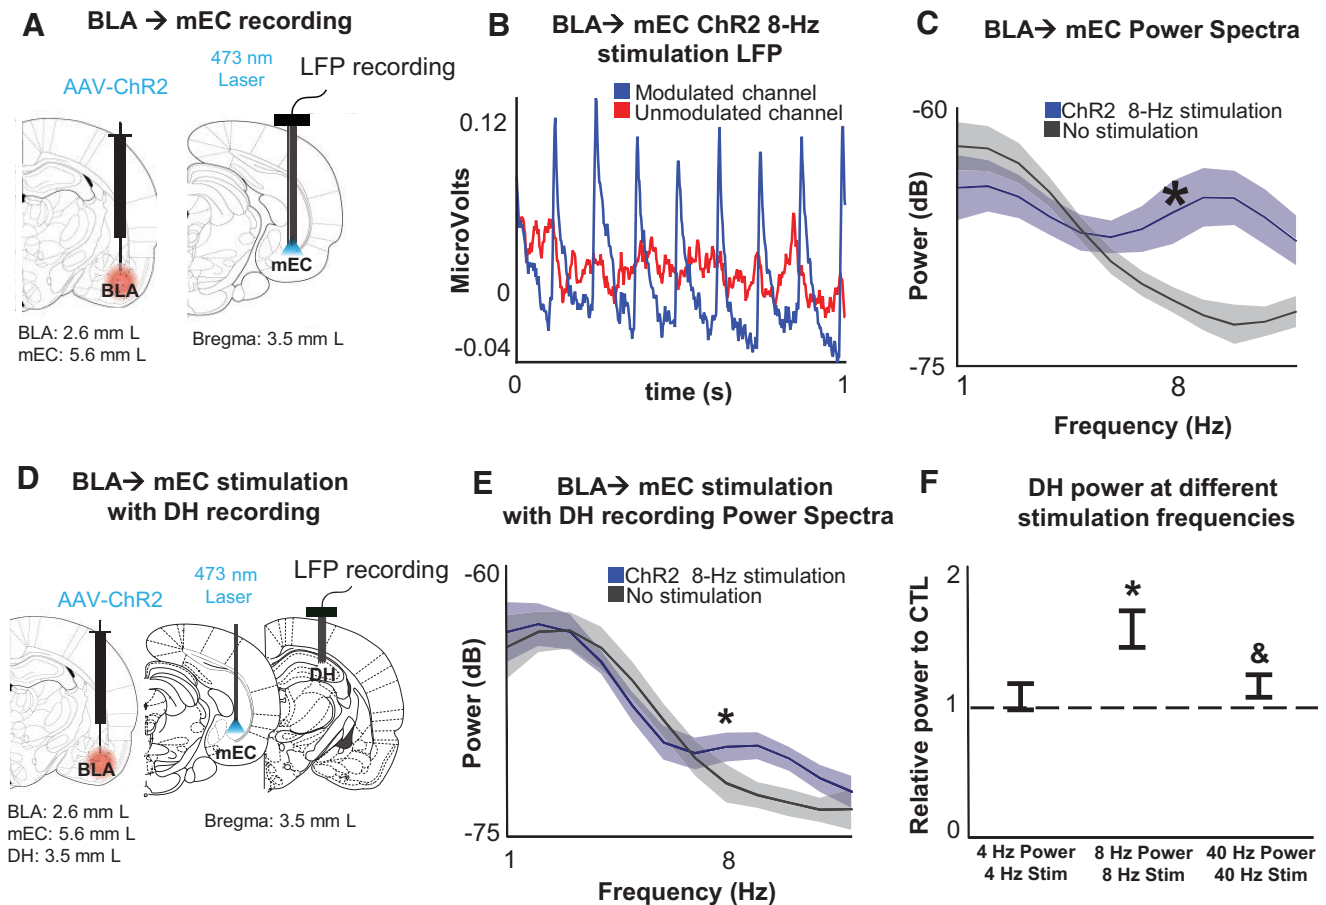 A
BLA → mEC recording
473 nm
Laser
LFP recording
AAV-ChR2
BLA
mEC
BLA: 2.6 mm L
mEC: 5.6 mm L
Bregma: 3.5 mm L
B
BLA→ mEC ChR2 8-Hz
stimulation LFP
Modulated channel
Unmodulated channel
0.12
0
-0.04
MicroVolts
0
1
time (s)
C
BLA→ mEC Power Spectra
-60
ChR2 8-Hz stimulation
No stimulation
*
Power (dB)
-75
1
8
Frequency (Hz)
D
BLA→ mEC stimulation
with DH recording
473 nm
Laser
LFP recording
AAV-ChR2
DH
mEC
BLA
BLA: 2.6 mm L
mEC: 5.6 mm L
DH: 3.5 mm L
Bregma: 3.5 mm L
E
BLA→ mEC stimulation
with DH recording Power Spectra
-60
ChR2 8-Hz stimulation
No stimulation
*
Power (dB)
-75
1
8
Frequency (Hz)
F
DH power at different
stimulation frequencies
2
1
0
Relative power to CTL
*
&
4 Hz Power
4 Hz Stim
8 Hz Power
8 Hz Stim
40 Hz Power
40 Hz Stim